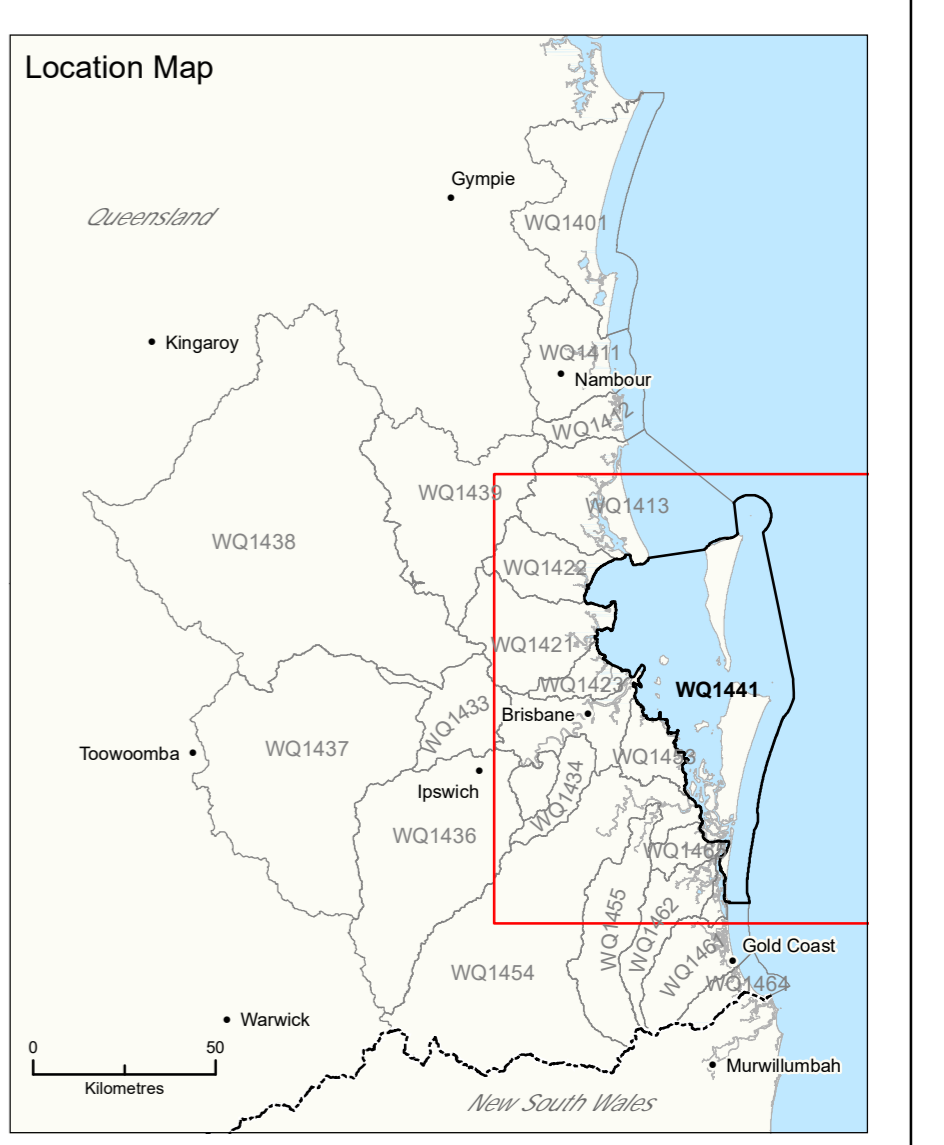 Location Map
Gympie
Queensland
WQ1401
Kingaroy
WQ1411
Nambour
WQ1412
WQ1439
WQ1413
WQ1438
WQ1422
WQ1421
WQ1423
WQ1441
WQ1433
Brisbane
Toowoomba
WQ1437
WQ1453
Ipswich
WQ1434
WQ1436
WQ1465
WQ1455
WQ1462
Gold Coast
WQ1461
WQ1454
WQ1464
Warwick
0 50
Kilometres
Murwillumbah
New South Wales